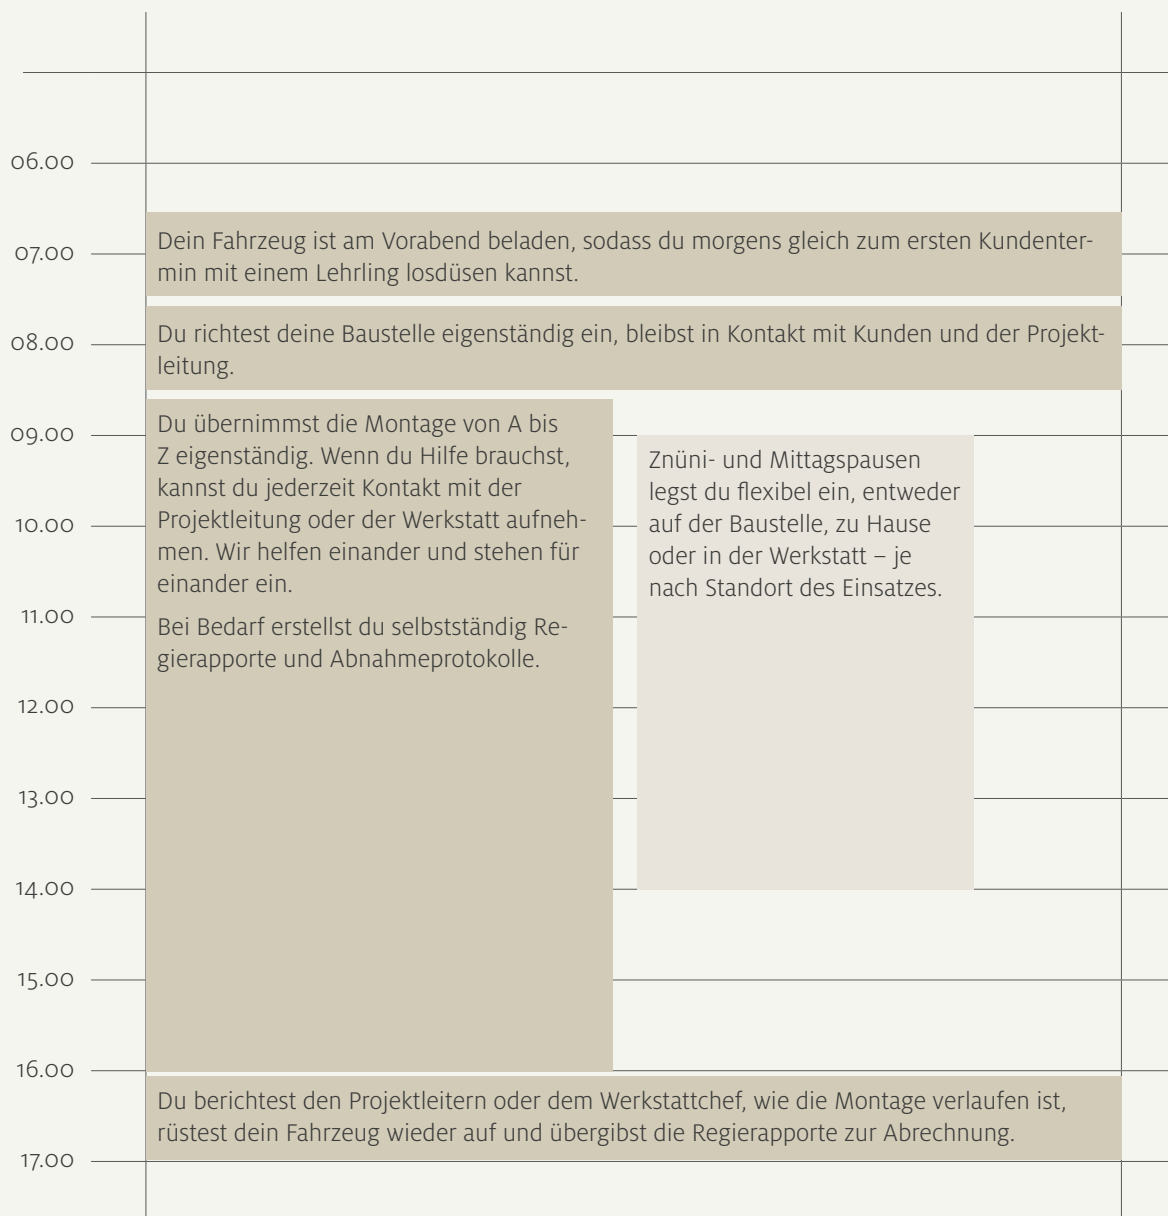 06.00
07.00
Dein Fahrzeug ist am Vorabend beladen, sodass du morgens gleich zum ersten Kundenter-
min mit einem Lehrling losdüsen kannst.
08.00
Du richtest deine Baustelle eigenständig ein, bleibst in Kontakt mit Kunden und der Projekt-
leitung.
09.00
Du übernimmst die Montage von A bis
Z eigenständig. Wenn du Hilfe brauchst,
kannst du jederzeit Kontakt mit der
Projektleitung oder der Werkstatt aufneh-
men. Wir helfen einander und stehen für
einander ein.
Bei Bedarf erstellst du selbstständig Re-
gierapporte und Abnahmeprotokolle.
Znüni- und Mittagspausen
legst du flexibel ein, entweder
auf der Baustelle, zu Hause
oder in der Werkstatt – je
nach Standort des Einsatzes.
10.00
11.00
12.00
13.00
14.00
15.00
16.00
Du berichtest den Projektleitern oder dem Werkstattchef, wie die Montage verlaufen ist,
rüstest dein Fahrzeug wieder auf und übergibst die Regierapporte zur Abrechnung.
17.00